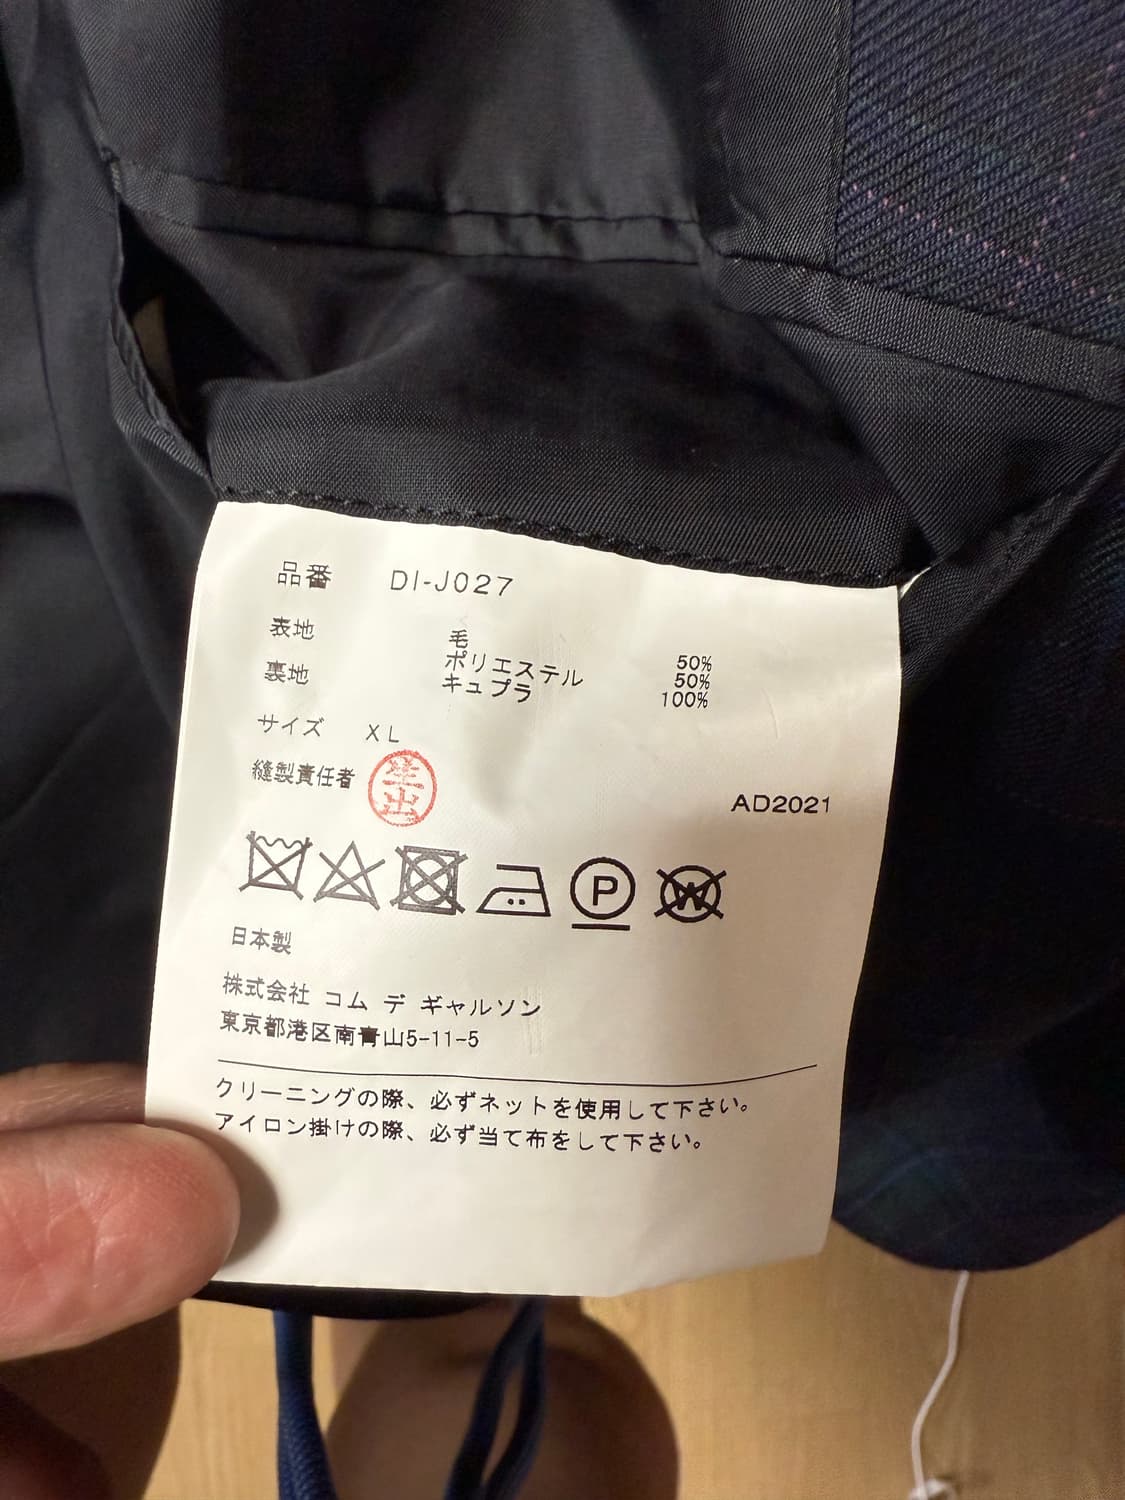 品番 DI-J027
表地 毛 50%
ポリエステル 50%
裏地 キュプラ 100%
サイズ XL
縫製責任者 生出
AD2021
P W
日本製
株式会社 コム デ ギャルソン
東京都港区南青山5-11-5
クリーニングの際、必ずネットを使用して下さい。
アイロン掛けの際、必ず当て布をして下さい。